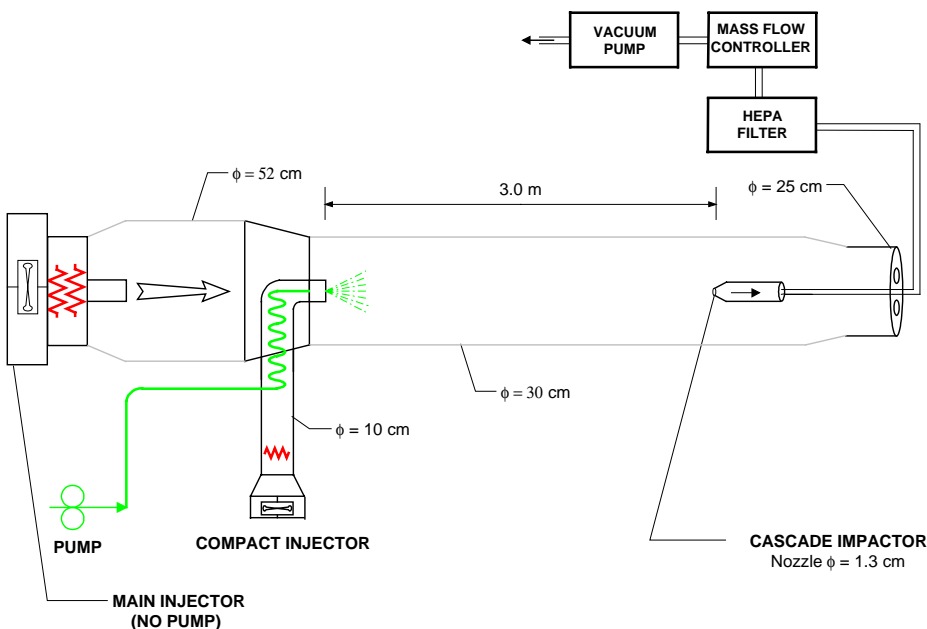 VACUUM
PUMP
MASS FLOW
CONTROLLER
HEPA
FILTER
ϕ = 52 cm
3.0 m
ϕ = 25 cm
ϕ = 30 cm
ϕ = 10 cm
PUMP
COMPACT INJECTOR
CASCADE IMPACTOR
Nozzle ϕ = 1.3 cm
MAIN INJECTOR
(NO PUMP)